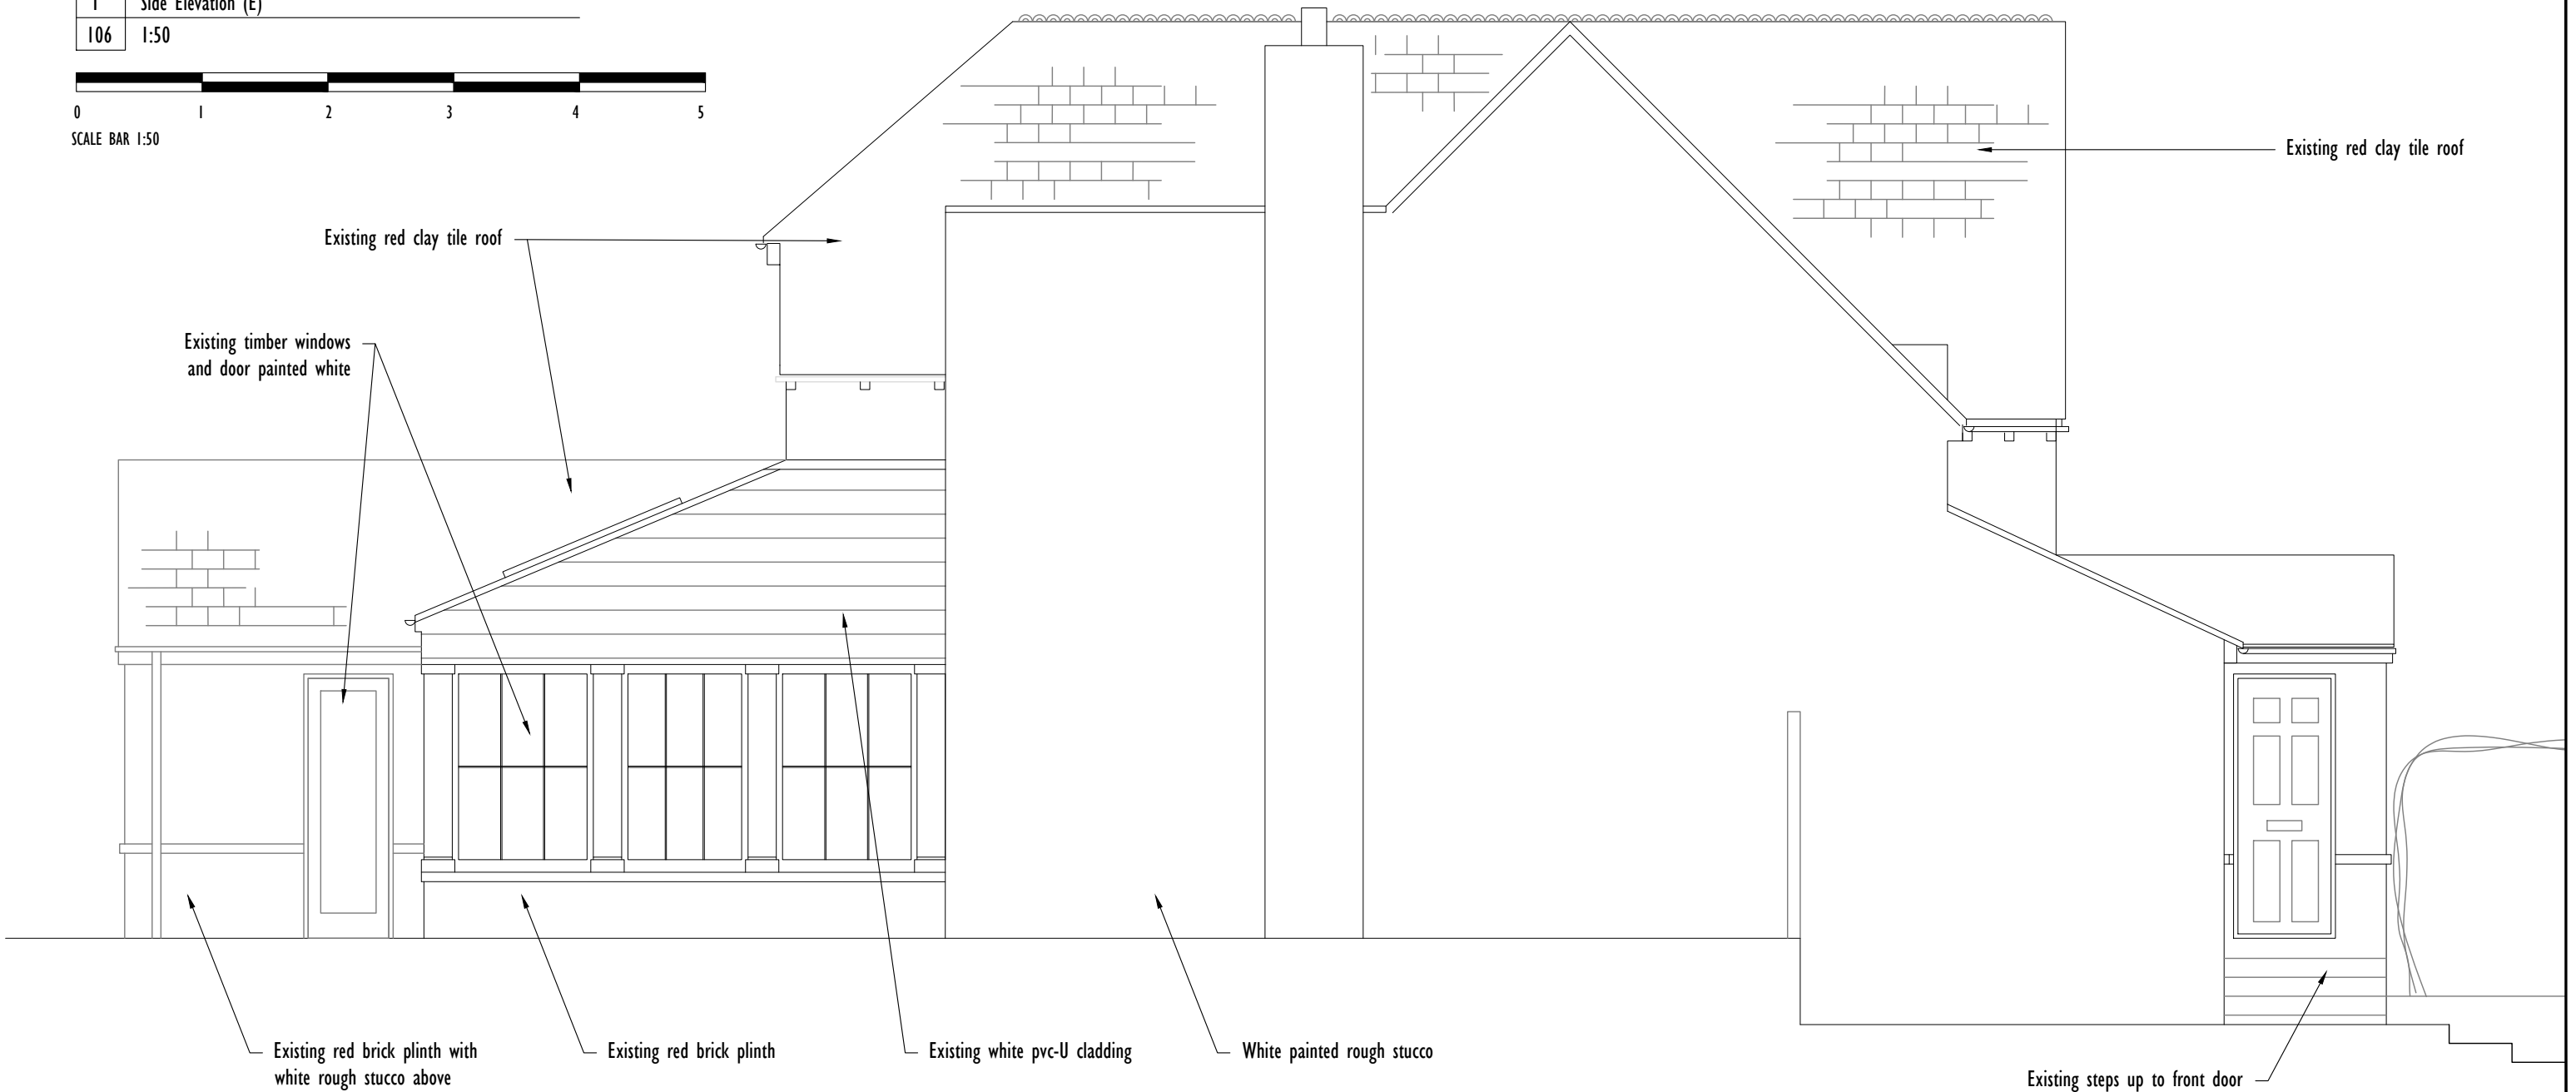 1 Side Elevation (E)
106 1:50
0 1 2 3 4 5
SCALE BAR 1:50
Existing red clay tile roof
Existing red clay tile roof
Existing timber windows
and door painted white
Existing red brick plinth with
white rough stucco above
Existing red brick plinth
Existing white pvc-U cladding
White painted rough stucco
Existing steps up to front door